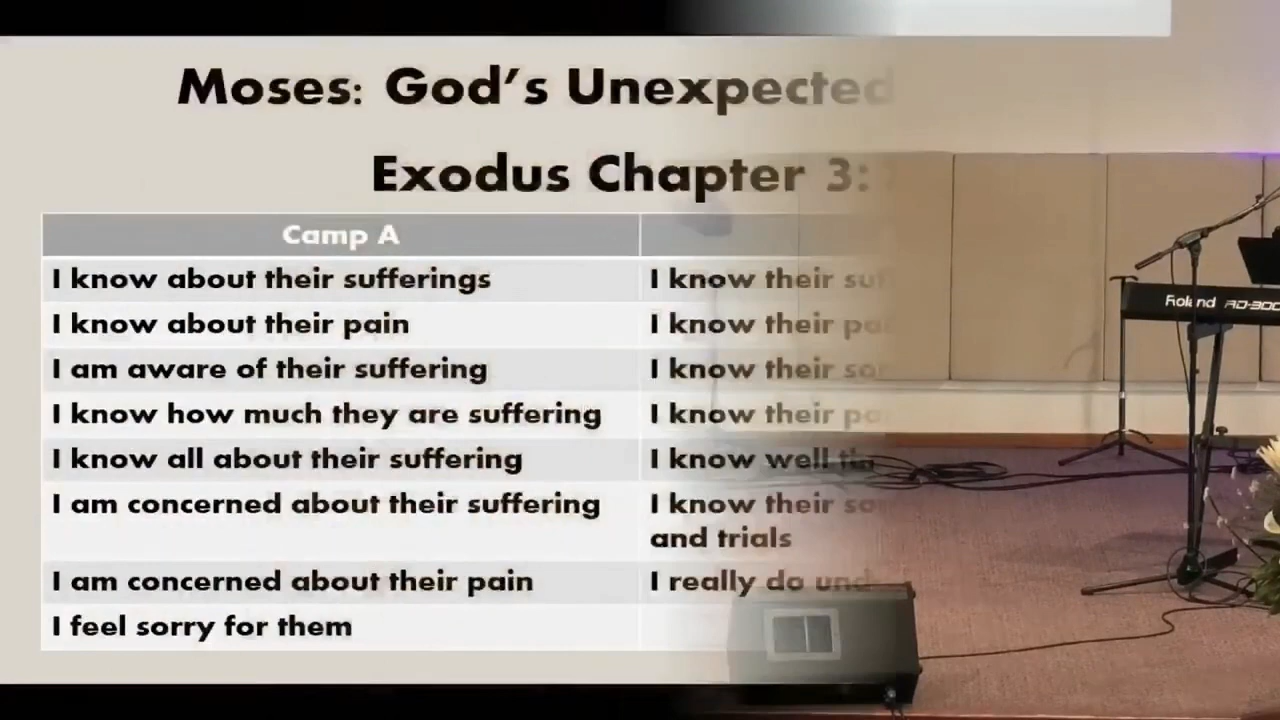 Moses: God's Unexpected
Exodus Chapter 3:
Camp A
I know about their sufferings
I know their
I know about their pain
I know their
I am aware of their suffering
I know their
I know how much they are suffering
I know their
I know all about their suffering
I know well
I am concerned about their suffering
I know their
and trials
I am concerned about their pain
I really do
I feel sorry for them
Roland RD-300